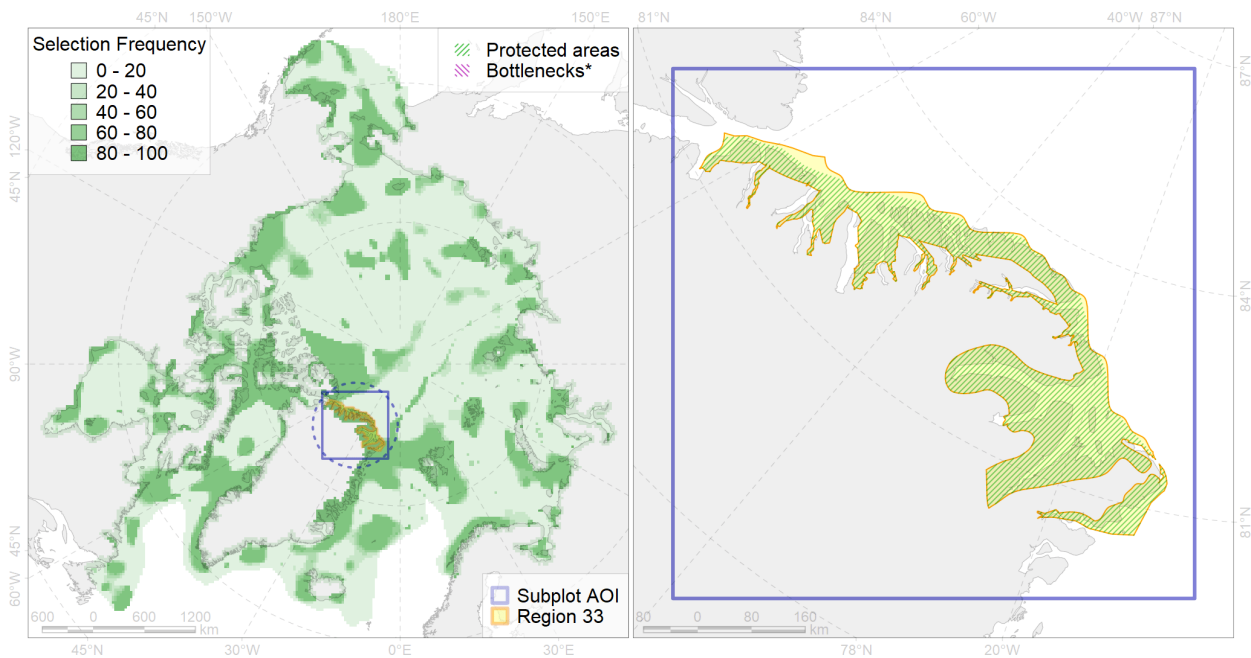 45°N 150°W 180°E 150°E 81°N 84°N 60°W 40°W 87°N
Selection Frequency
0 - 20
20 - 40
40 - 60
60 - 80
80 - 100
Protected areas
Bottlenecks*
120°W
45°N
90°W
45°N
60°W
87°N
84°N
81°N
Subplot AOI
Region 33
600 0 600 1200
km
80 0 80 160
km
45°N 30°W 0°E 30°E 78°N 20°W